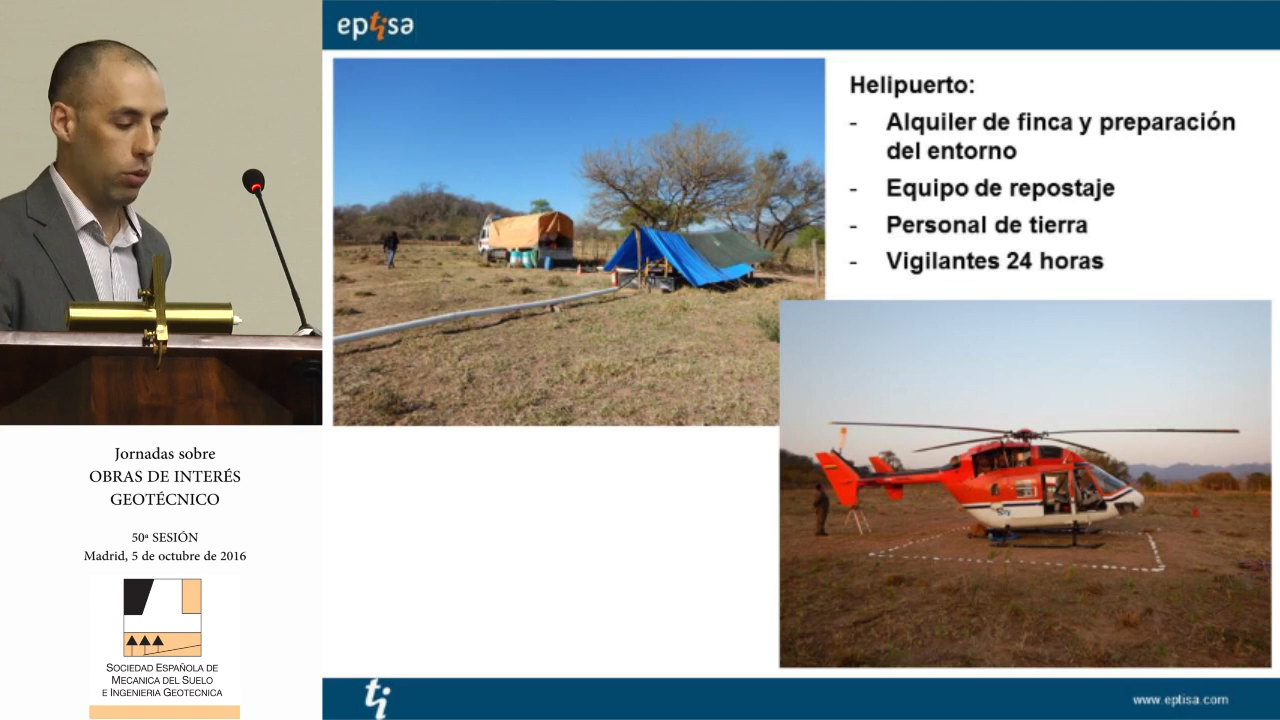 eptisa
Helipuerto:
- Alquiler de finca y preparación
del entorno
- Equipo de repostaje
- Personal de tierra
- Vigilantes 24 horas
Jornadas sobre
OBRAS DE INTERÉS
GEOTÉCNICO
50ª SESIÓN
Madrid, 5 de octubre de 2016
SOCIEDAD ESPAÑOLA DE
MECANICA DEL SUELO
E INGENIERIA GEOTECNICA
ti
www.eptisa.com